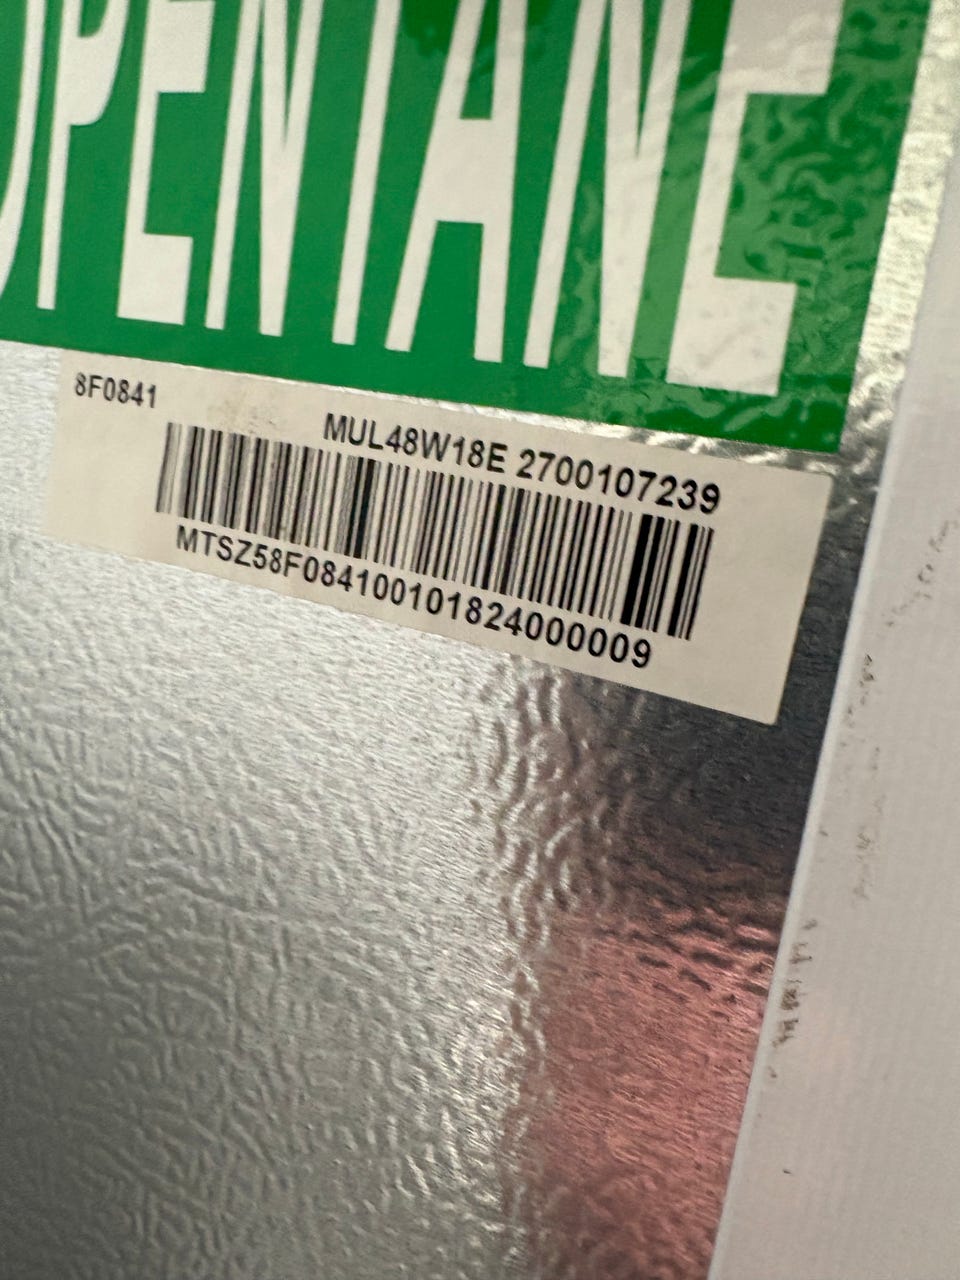 OPENTANE
8F0841
MUL48W18E 2700107239
MTSZ58F084100101824000009